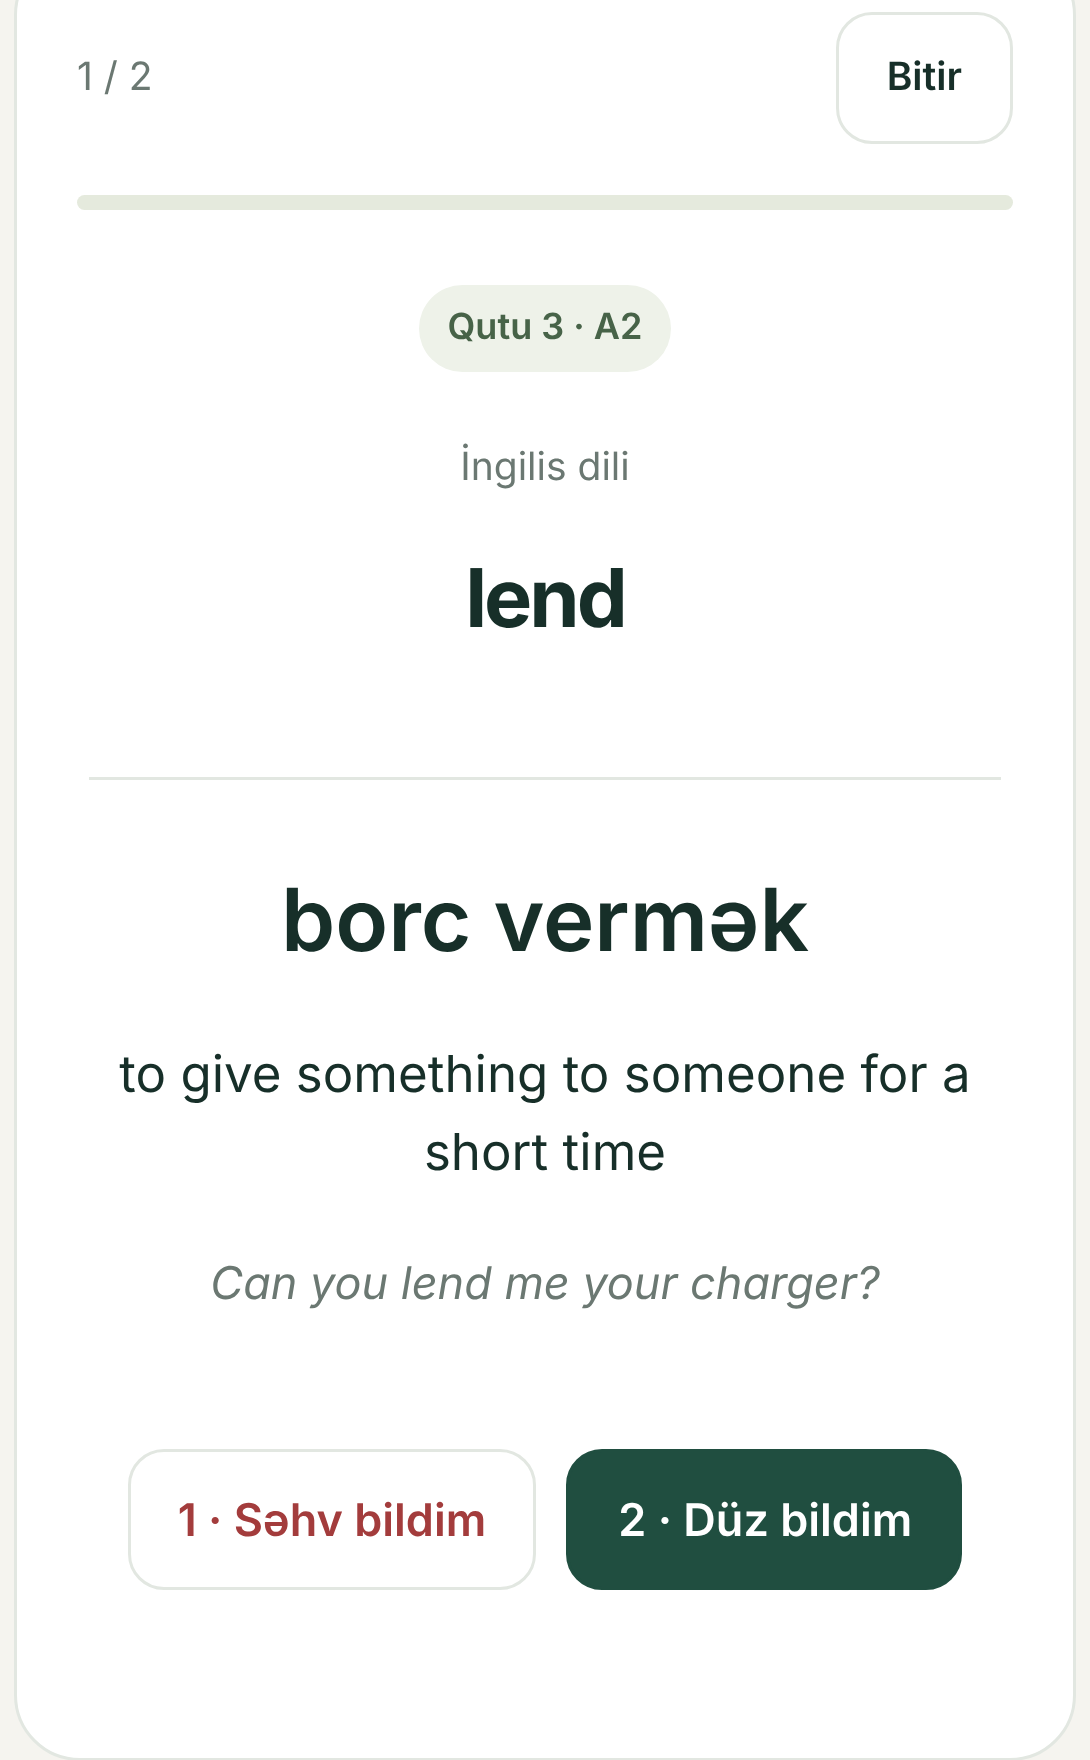 1 / 2
Bitir
Qutu 3 · A2
İngilis dili
lend
borc vermək
to give something to someone for a
short time
Can you lend me your charger?
1 · Səhv bildim
2 · Düz bildim